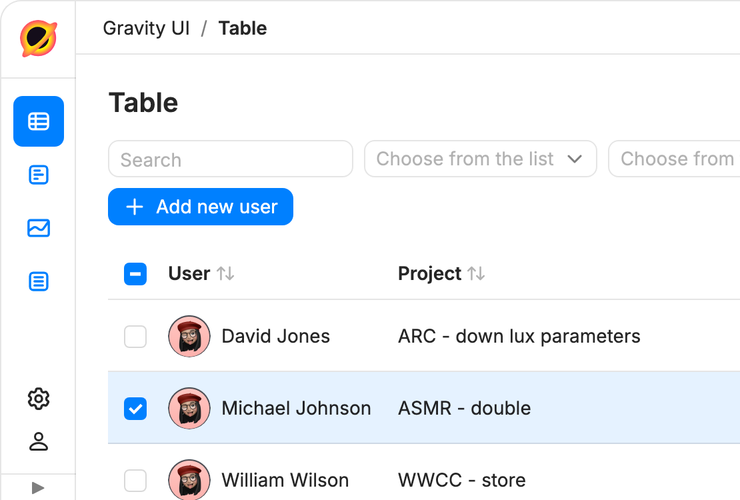 Gravity UI / Table
Table
Search
Choose from the list
Choose from
Add new user
User
Project
David Jones
ARC - down lux parameters
Michael Johnson
ASMR - double
William Wilson
WWCC - store